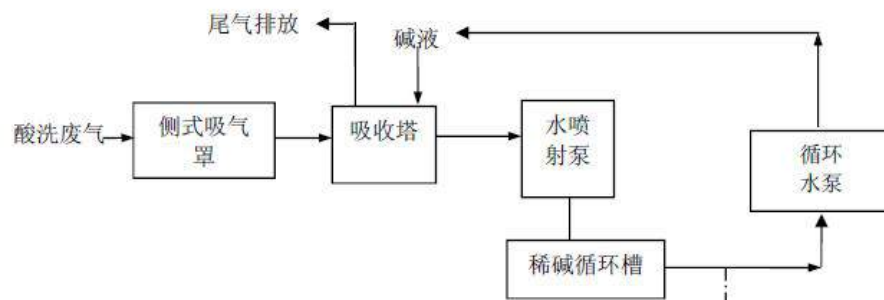 尾气排放
碱液
酸洗废气
侧式吸气
罩
吸收塔
水喷
射泵
循环
水泵
稀碱循环槽